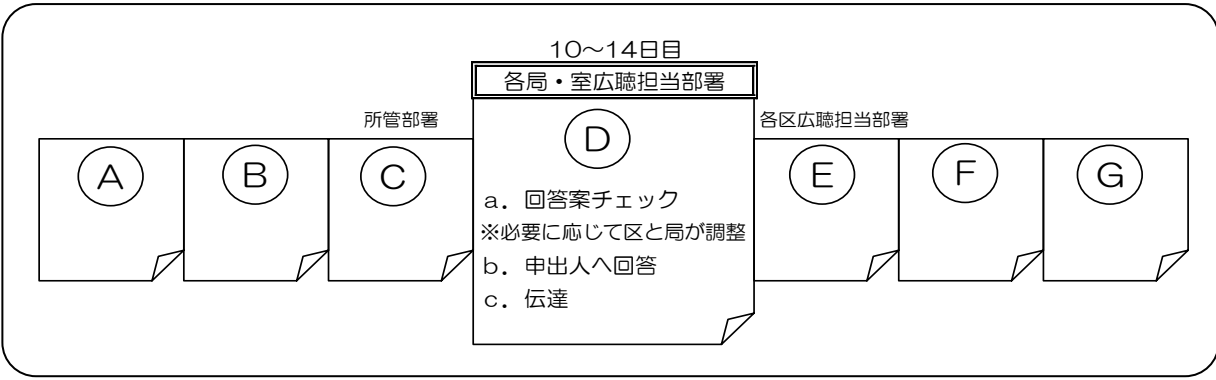 10～14日目
各局・室広聴担当部署
所管部署
各区広聴担当部署
A
B
C
D
E
F
G
a．回答案チェック
※必要に応じて区と局が調整
b．申出人へ回答
c．伝達